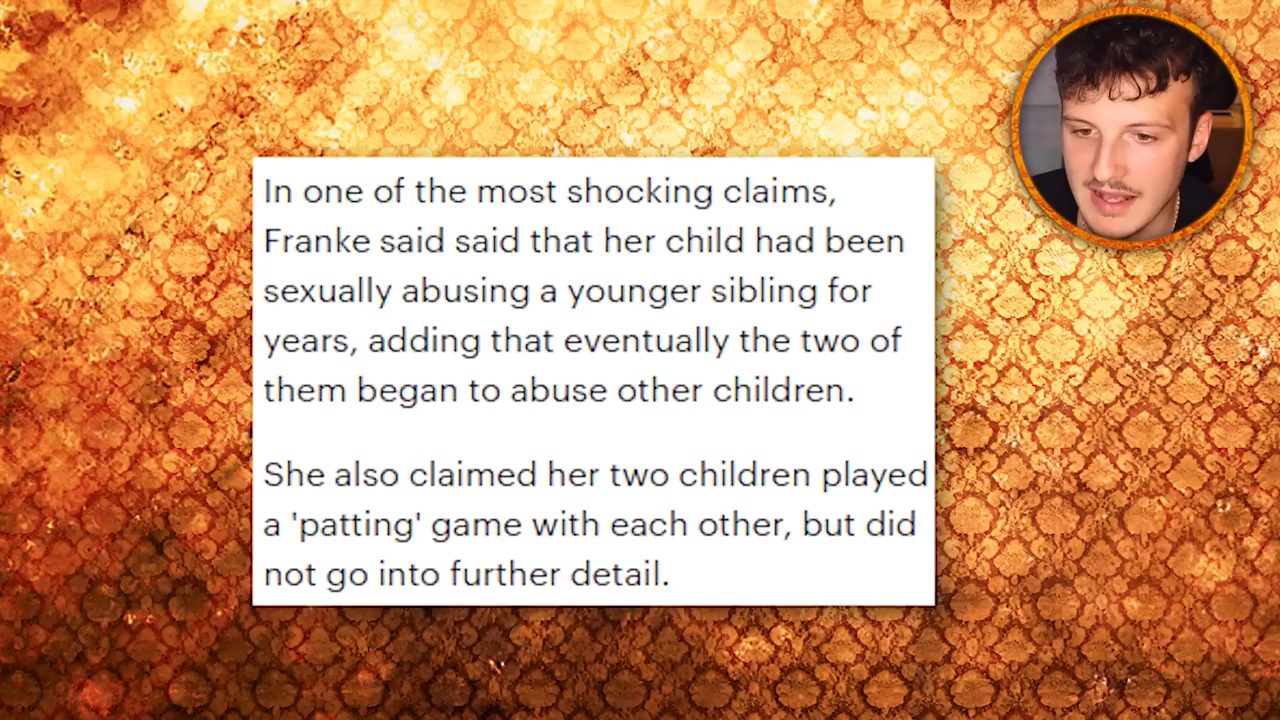 In one of the most shocking claims,
Franke said said that her child had been
sexually abusing a younger sibling for
years, adding that eventually the two of
them began to abuse other children.
She also claimed her two children played
a 'patting' game with each other, but did
not go into further detail.